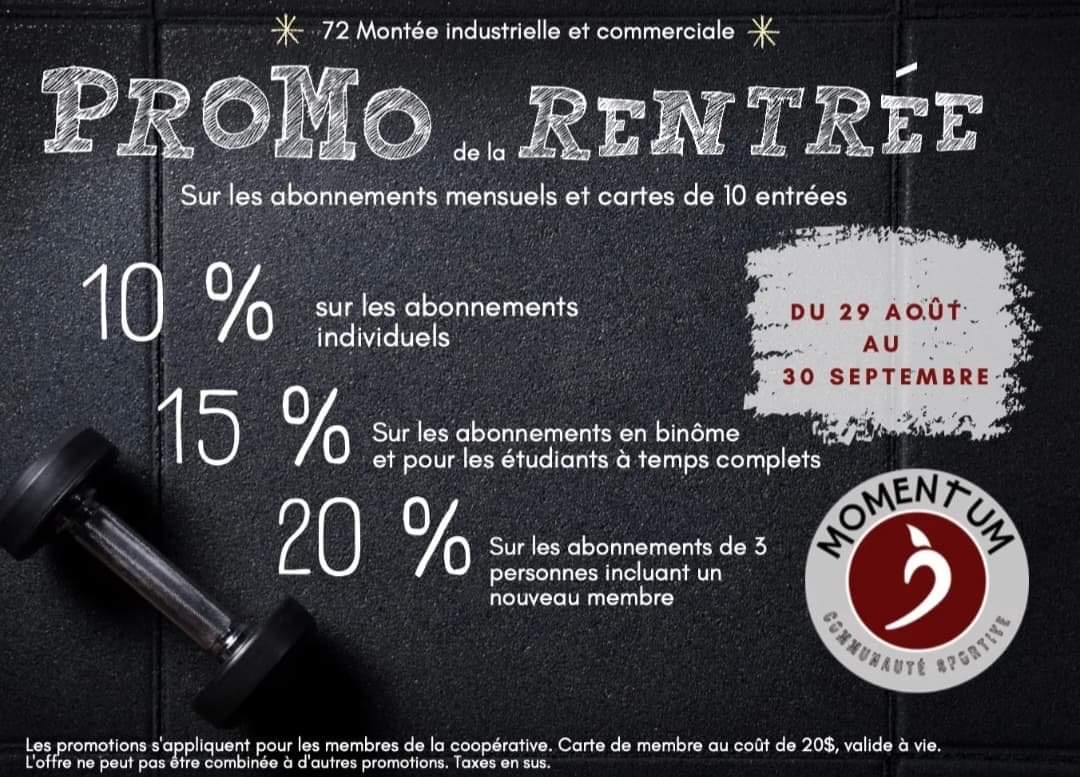 72 Montée industrielle et commerciale
PROMO de la RENTRÉE
Sur les abonnements mensuels et cartes de 10 entrées
10 % sur les abonnements
individuels
DU 29 AOÛT
AU
30 SEPTEMBRE
15 % Sur les abonnements en binôme
et pour les étudiants à temps complets
20 % Sur les abonnements de 3
personnes incluant un
nouveau membre
MOMENTUM
COMMUNAUTÉ SPORTIVE
Les promotions s'appliquent pour les membres de la coopérative. Carte de membre au coût de 20$, valide à vie.
L'offre ne peut pas être combinée à d'autres promotions. Taxes en sus.